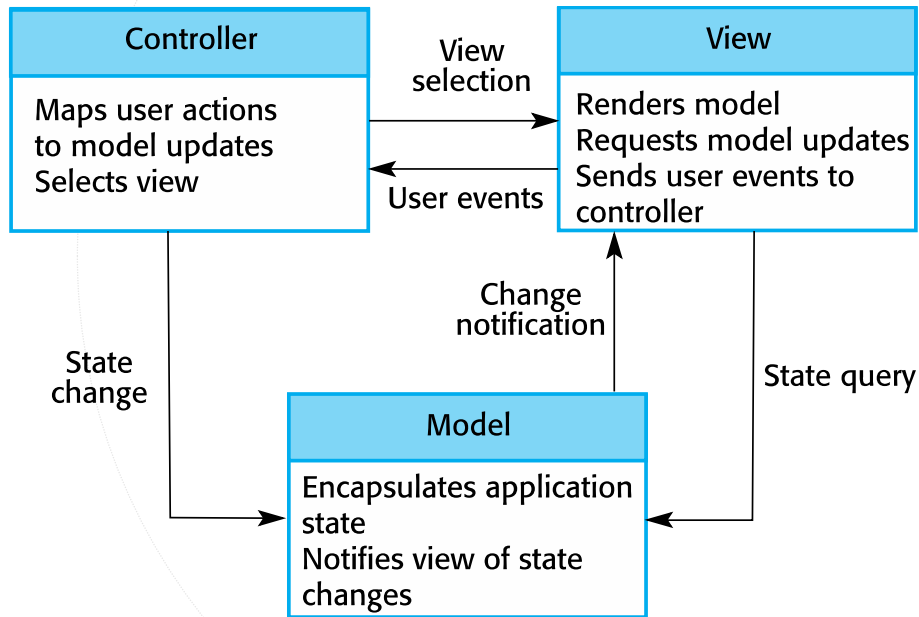 Controller
Maps user actions
to model updates
Selects view
View
selection
User events
View
Renders model
Requests model updates
Sends user events to
controller
State
change
Change
notification
State query
Model
Encapsulates application
state
Notifies view of state
changes